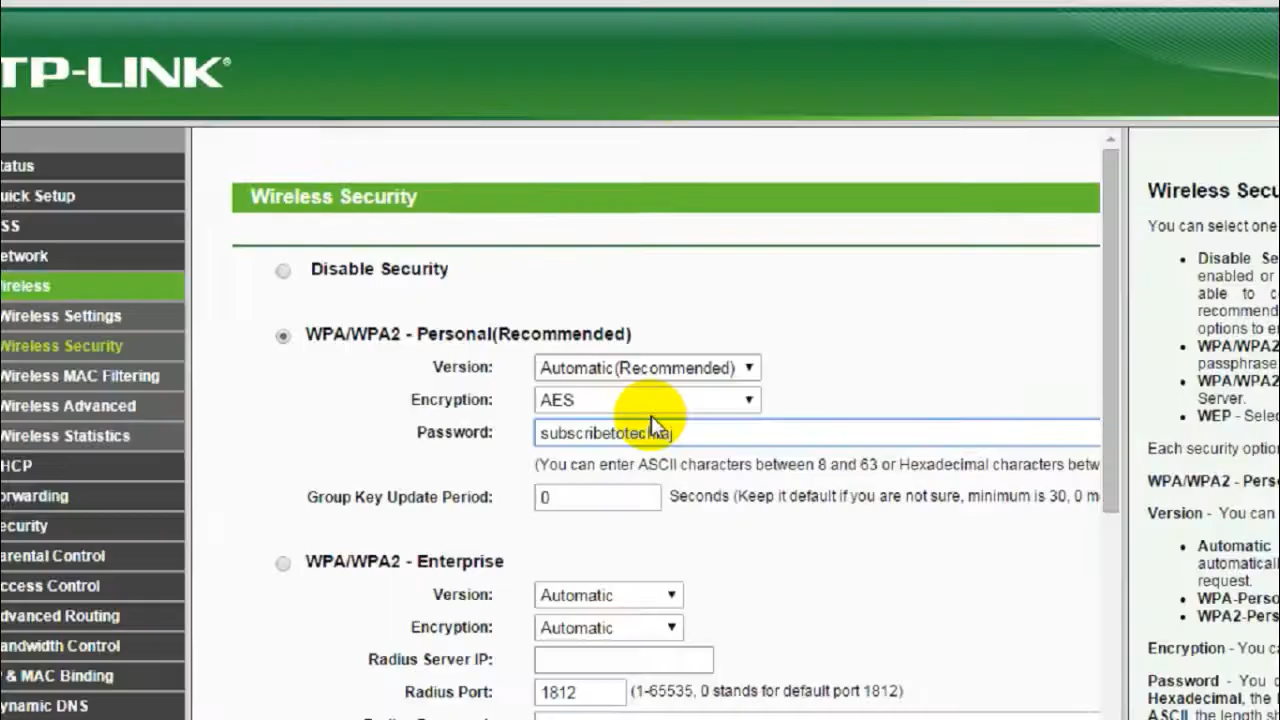 TP-LINK®
tatus
uick Setup
SS
etwork
ireless
Wireless Settings
Wireless Security
Wireless MAC Filtering
Wireless Advanced
Wireless Statistics
HCP
orwarding
ecurity
arental Control
ccess Control
dvanced Routing
andwidth Control
& MAC Binding
ynamic DNS
Wireless Security
Disable Security
WPA/WPA2 - Personal(Recommended)
Version: Automatic(Recommended)
Encryption: AES
Password:
(You can enter ASCII characters between 8 and 63 or Hexadecimal characters betw
Group Key Update Period: 0 Seconds (Keep it default if you are not sure, minimum is 30, 0 m
WPA/WPA2 - Enterprise
Version: Automatic
Encryption: Automatic
Radius Server IP:
Radius Port: 1812 (1-65535, 0 stands for default port 1812)
Wireless Secu
You can select one
• Disable Se
enabled or
able to c
recommend
options to e
• WPA/WPA2
passphrase
• WPA/WPA2
Server.
• WEP - Selec
Each security optio
WPA/WPA2 - Perso
Version - You can
• Automatic
automaticall
request.
• WPA-Perso
• WPA2-Pers
Encryption - You ca
Password - You c
Hexadecimal, the
ASCII, the length sh